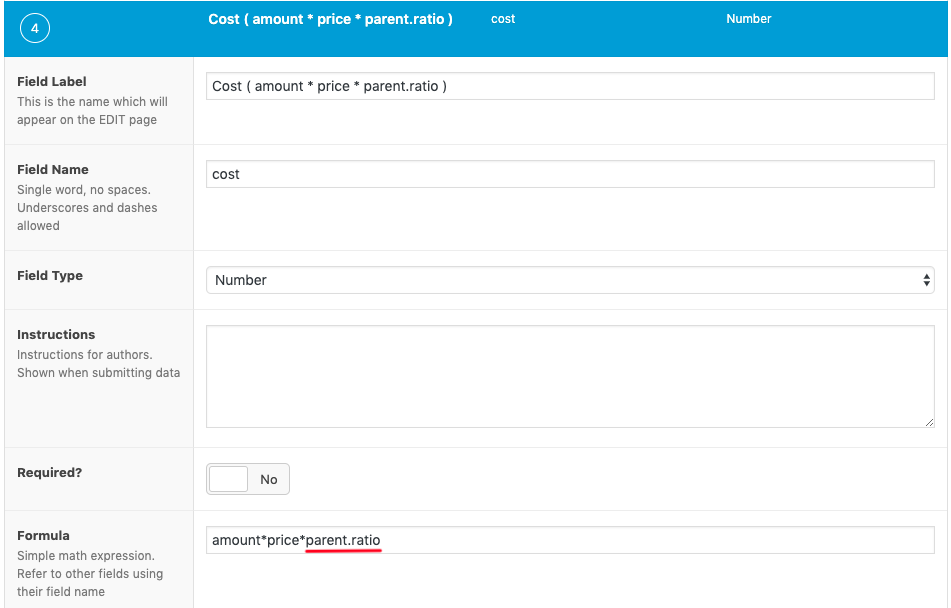 4
Cost ( amount * price * parent.ratio )
cost
Number
Field Label
This is the name which will
appear on the EDIT page
Cost ( amount * price * parent.ratio )
Field Name
Single word, no spaces.
Underscores and dashes
allowed
cost
Field Type
Number
Instructions
Instructions for authors.
Shown when submitting data
Required?
No
Formula
Simple math expression.
Refer to other fields using
their field name
amount*price*parent.ratio